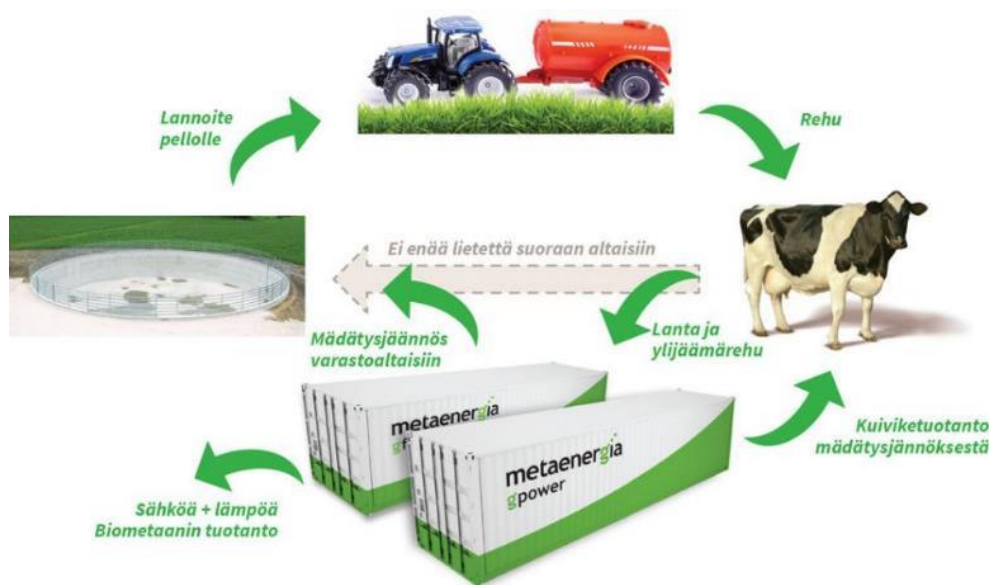 Lannoite
pellolle
Rehu
Ei enää lietettä suoraan altaisiin
Mädätysjäännös
varastoaltaisiin
Lanta ja
ylijäämärehu
metaenergia
metaenergia
gpower
Kuiviketuotanto
mädätysjännöksestä
Sähköä + lämpöä
Biometaanin tuotanto